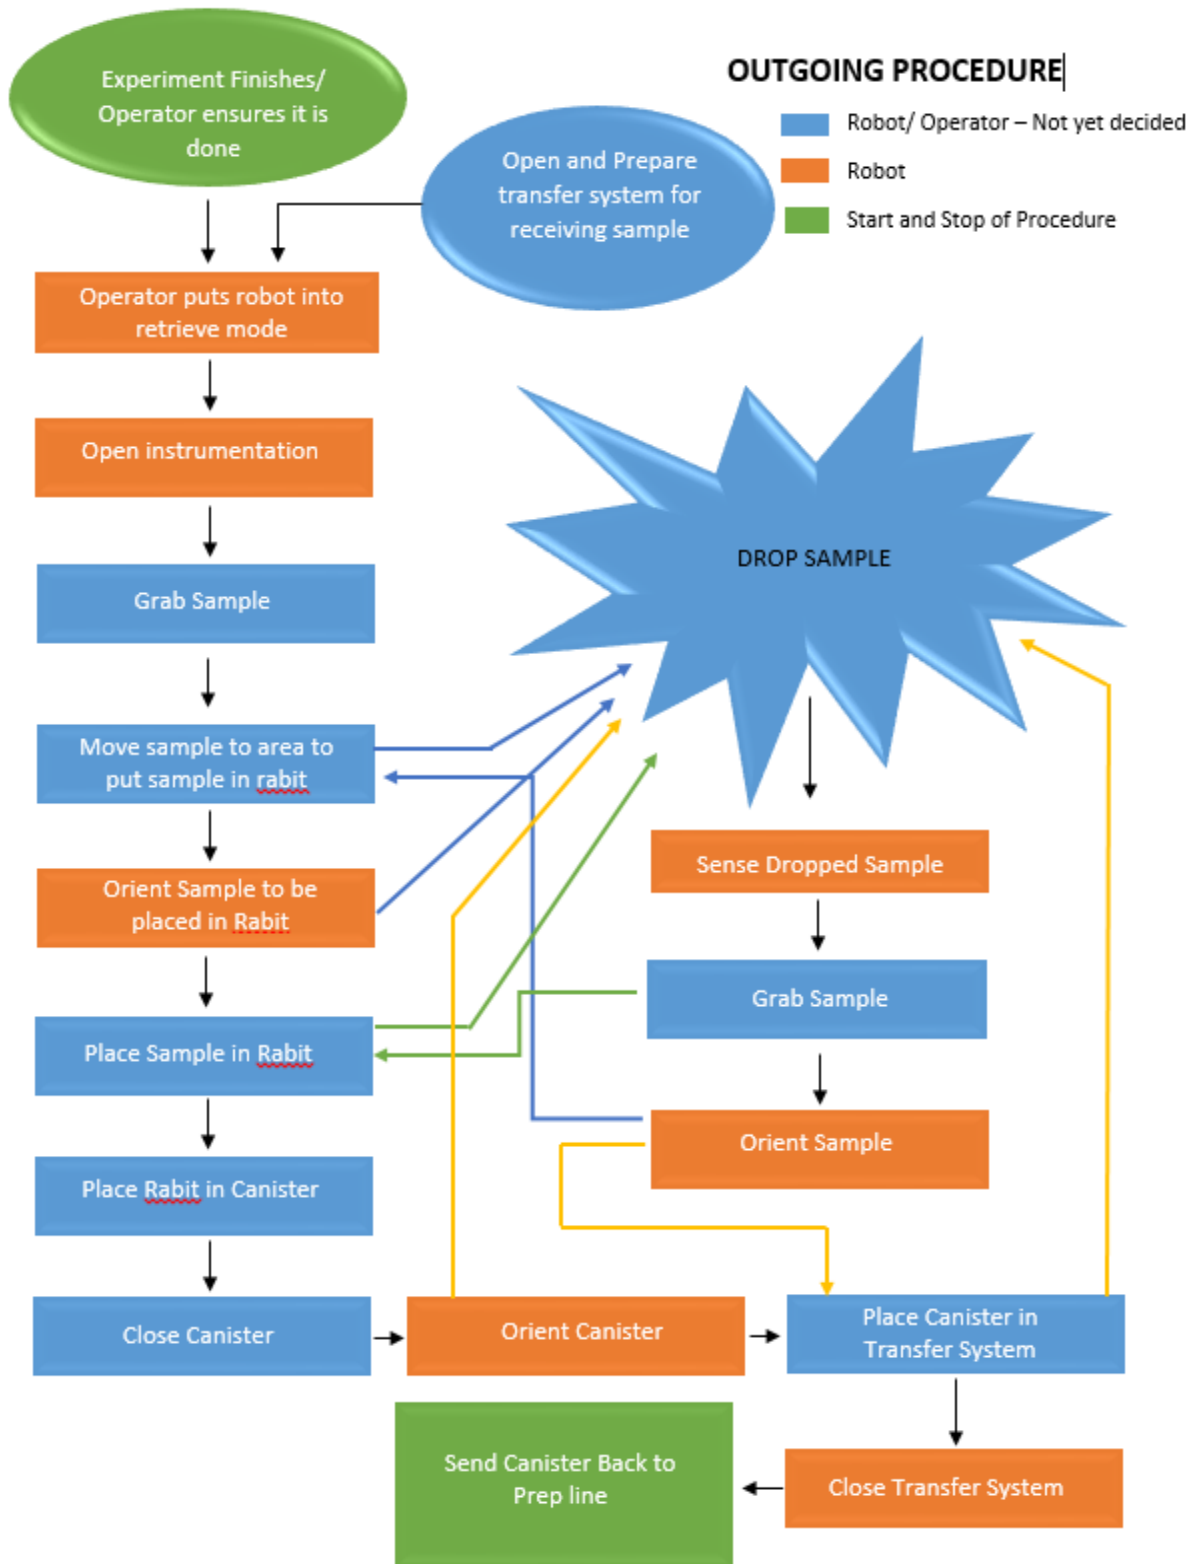 OUTGOING PROCEDURE
Robot/ Operator – Not yet decided
Robot
Start and Stop of Procedure
Experiment Finishes/
Operator ensures it is
done
Open and Prepare
transfer system for
receiving sample
Operator puts robot into
retrieve mode
Open instrumentation
Grab Sample
Move sample to area to
put sample in rabit
Orient Sample to be
placed in Rabit
Place Sample in Rabit
Place Rabit in Canister
Close Canister
Orient Canister
Place Canister in
Transfer System
Close Transfer System
Send Canister Back to
Prep line
DROP SAMPLE
Sense Dropped Sample
Grab Sample
Orient Sample